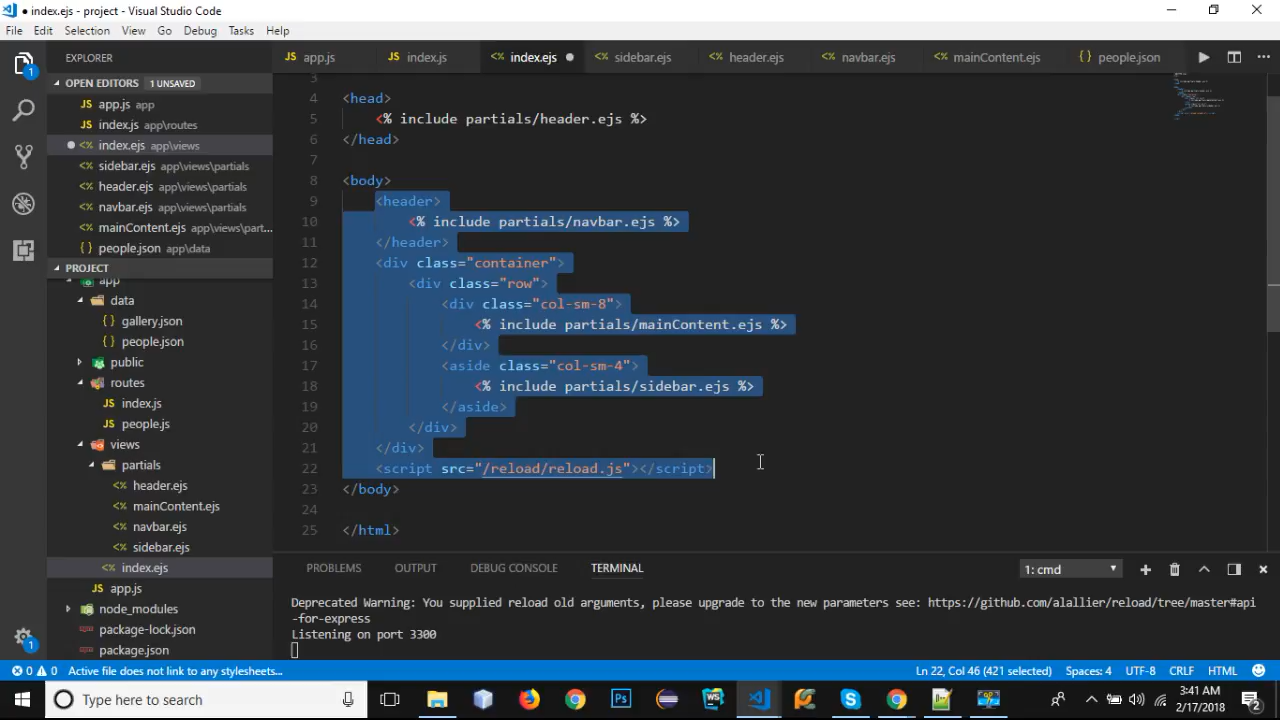 ● index.ejs - project - Visual Studio Code
File Edit Selection View Go Debug Tasks Help
EXPLORER
app.js index.js index.ejs ● sidebar.ejs header.ejs navbar.ejs mainContent.ejs people.json
OPEN EDITORS 1 UNSAVED
app.js app
index.js app\routes
index.ejs app\views
sidebar.ejs app\views\partials
header.ejs app\views\partials
navbar.ejs app\views\partials
mainContent.ejs app\views\part...
people.json app\data
PROJECT
app
data
gallery.json
people.json
public
routes
index.js
people.js
views
partials
header.ejs
mainContent.ejs
navbar.ejs
sidebar.ejs
index.ejs
app.js
node_modules
package-lock.json
package.json
3
4 <head>
5 <% include partials/header.ejs %>
6 </head>
7
8 <body>
9 <header>
10 <% include partials/navbar.ejs %>
11 </header>
12 <div class="container">
13 <div class="row">
14 <div class="col-sm-8">
15 <% include partials/mainContent.ejs %>
16 </div>
17 <aside class="col-sm-4">
18 <% include partials/sidebar.ejs %>
19 </aside>
20 </div>
21 </div>
22 <script src="/reload/reload.js"></script>
23 </body>
24
25 </html>
PROBLEMS OUTPUT DEBUG CONSOLE TERMINAL 1: cmd
Deprecated Warning: You supplied reload old arguments, please upgrade to the new parameters see: https://github.com/alallier/reload/tree/master#api
-for-express
Listening on port 3300
0 0 Active file does not link to any stylesheets... Ln 22, Col 46 (421 selected) Spaces: 4 UTF-8 CRLF HTML
Type here to search
3:41 AM
2/17/2018